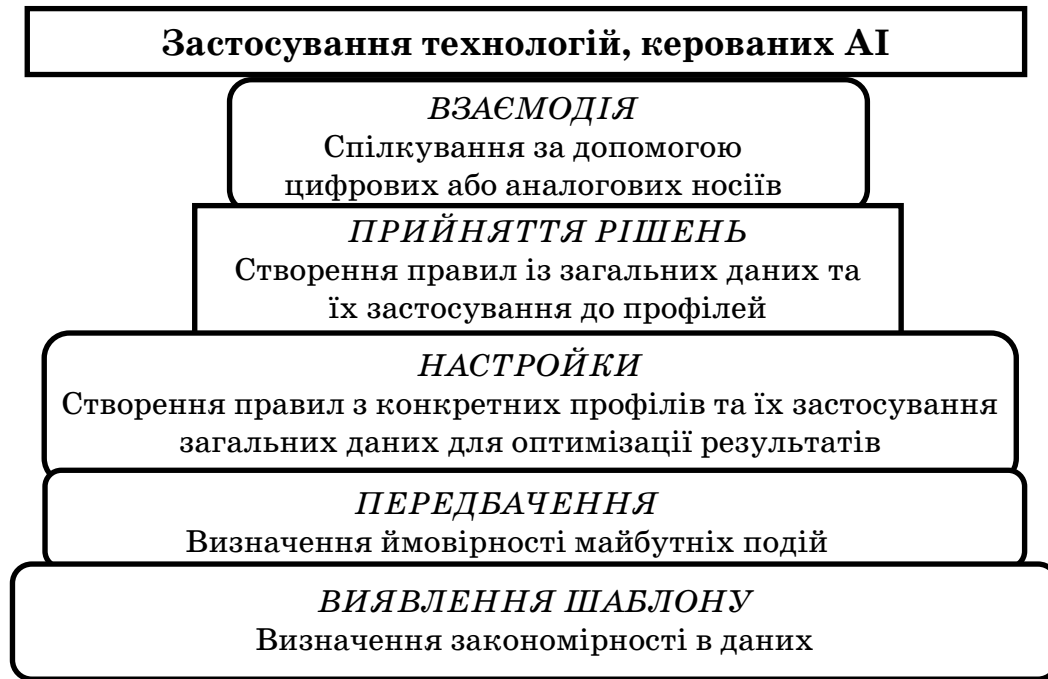 Застосування технологій, керованих AI
ВЗАЄМОДІЯ
Спілкування за допомогою
цифрових або аналогових носіїв
ПРИЙНЯТТЯ РІШЕНЬ
Створення правил із загальних даних та
їх застосування до профілей
НАСТРОЙКИ
Створення правил з конкретних профілів та їх застосування
загальних даних для оптимізації результатів
ПЕРЕДБАЧЕННЯ
Визначення ймовірності майбутніх подій
ВИЯВЛЕННЯ ШАБЛОНУ
Визначення закономірності в даних